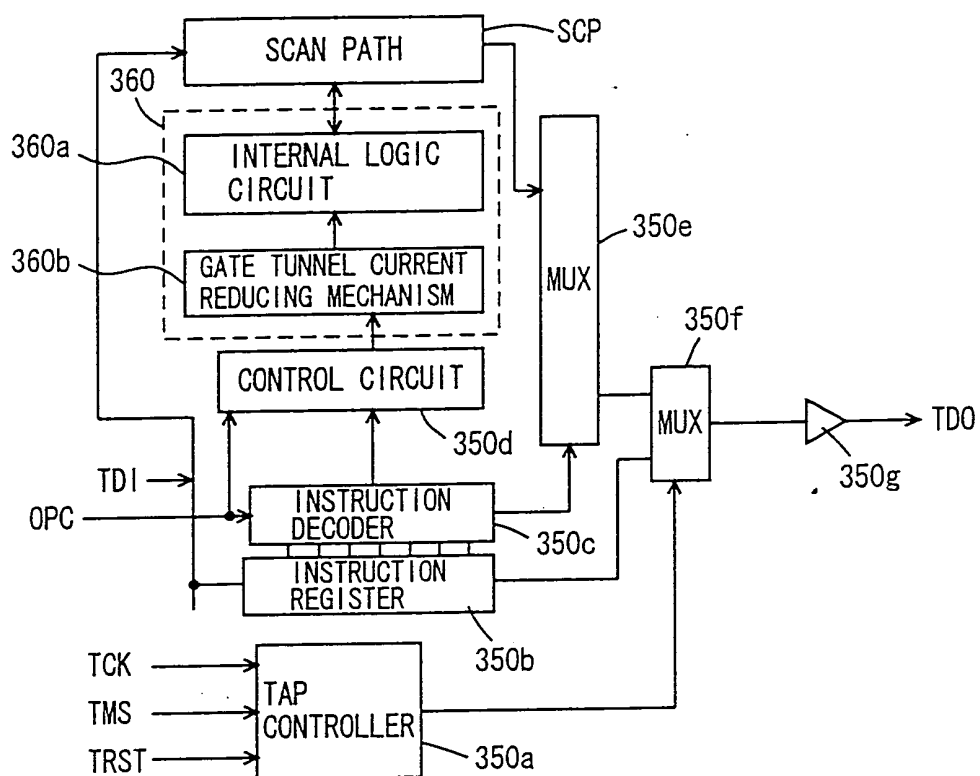 SCAN PATH
SCP
360
360a
INTERNAL LOGIC
CIRCUIT
350e
360b
GATE TUNNEL CURRENT
REDUCING MECHANISM
MUX
350f
CONTROL CIRCUIT
350d
MUX
TDO
350g
TDI
OPC
INSTRUCTION
DECODER
350c
INSTRUCTION
REGISTER
350b
TCK
TMS
TRST
TAP
CONTROLLER
350a